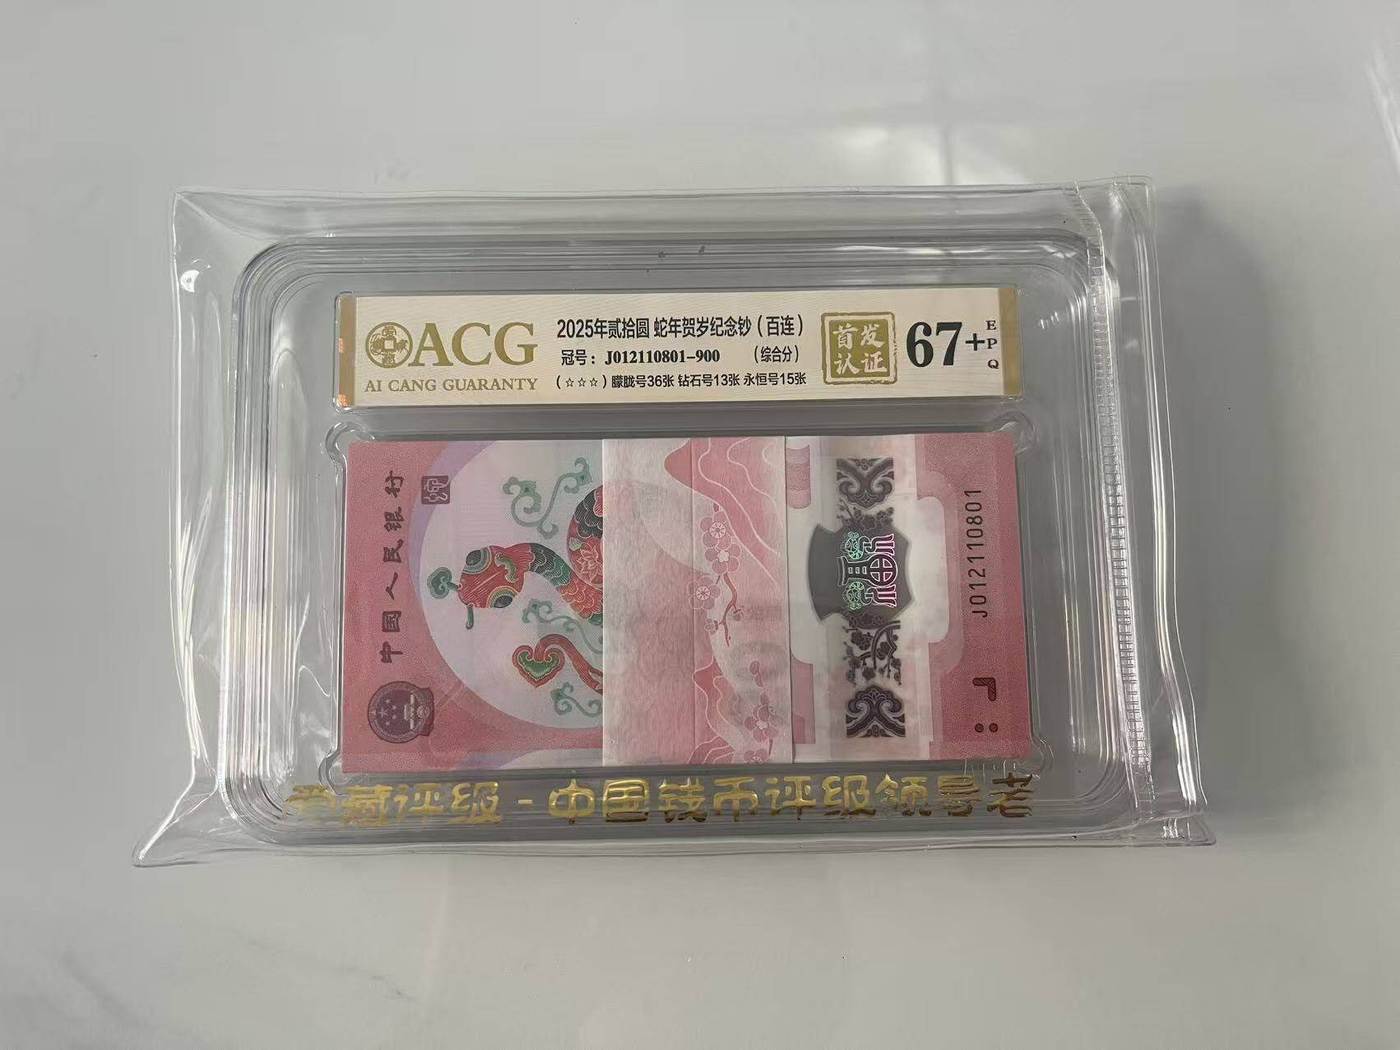 ACG
AI CANG GUARANTY
2025年贰拾圆 蛇年贺岁纪念钞（百连）
冠号：J012110801-900 （综合分）
（☆☆☆）朦胧号36张 钻石号13张 永恒号15张
首发
认证
67+
EPQ
中国人民银行
J012110801
爱藏评级-中国钱币评级领导者